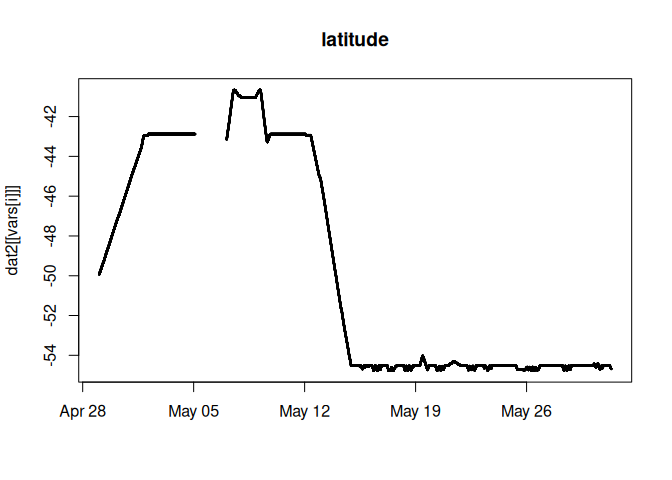 latitude
dat2[[vars[i]]]
-42
-44
-46
-48
-50
-52
-54
Apr 28
May 05
May 12
May 19
May 26